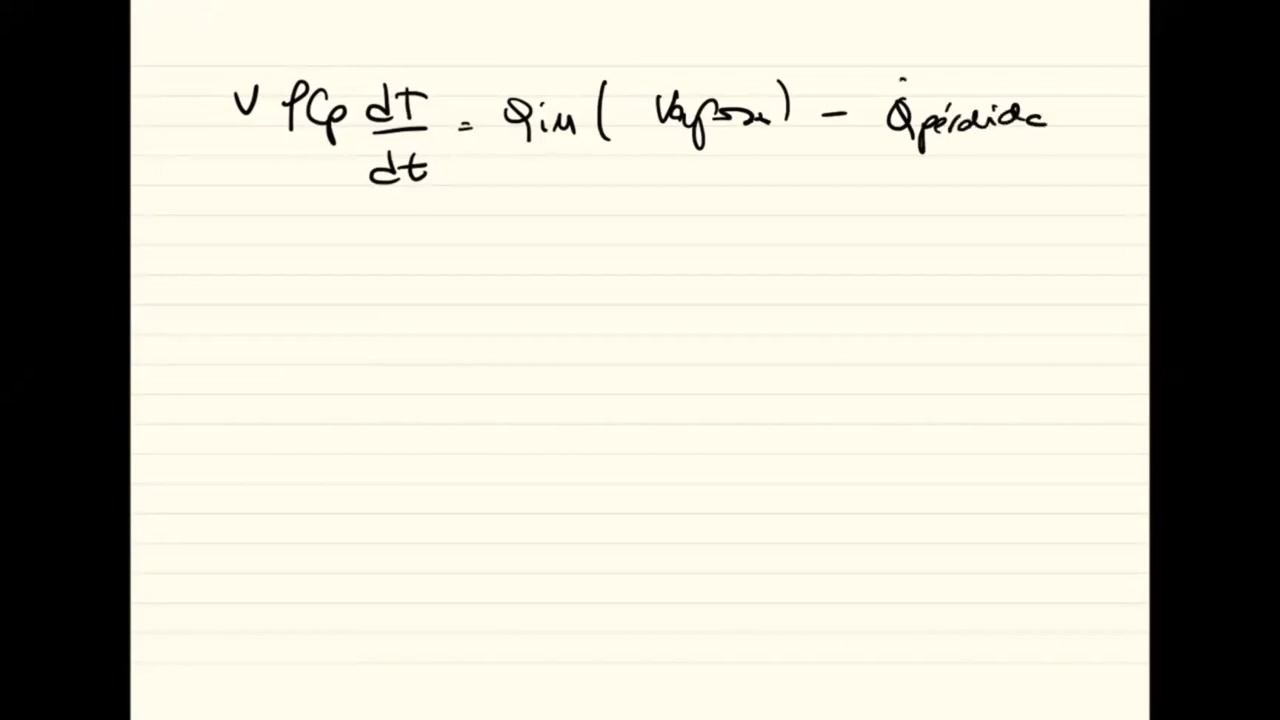 V ρCp dT/dt = Qin ( Vapor ) − Q̇pérdida